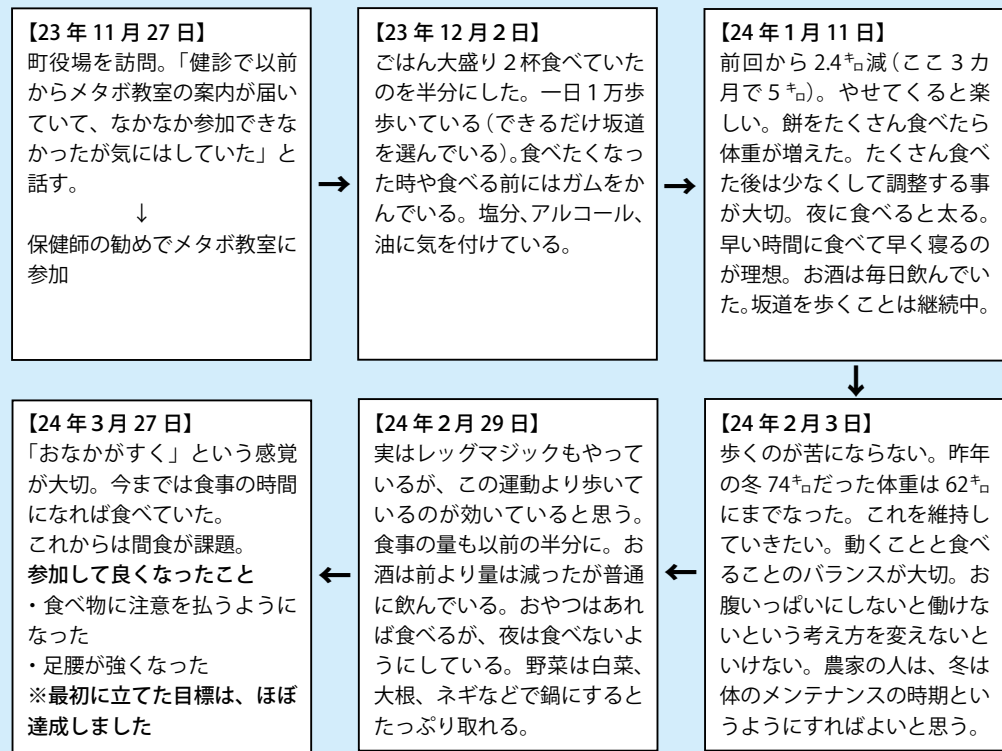 【23 年 11 月 27 日】
町役場を訪問。「健診で以前
からメタボ教室の案内が届い
ていて、なかなか参加できな
かったが気にはしていた」と
話す。
↓
保健師の勧めでメタボ教室に
参加
→
【23 年 12 月２日】
ごはん大盛り２杯食べていた
のを半分にした。一日１万歩
歩いている（できるだけ坂道
を選んでいる）。食べたくなっ
た時や食べる前にはガムをか
んでいる。塩分、アルコール、
油に気を付けている。
→
【24 年１月 11 日】
前回から 2.4㌔減（ここ３カ
月で５㌔）。やせてくると楽
しい。餅をたくさん食べたら
体重が増えた。たくさん食べ
た後は少なくして調整する事
が大切。夜に食べると太る。
早い時間に食べて早く寝るの
が理想。お酒は毎日飲んでい
た。坂道を歩くことは継続中。
↓
【24 年２月３日】
歩くのが苦にならない。昨年
の冬 74㌔だった体重は 62㌔
にまでなった。これを維持し
ていきたい。動くことと食べ
ることのバランスが大切。お
腹いっぱいにしないと働けな
いという考え方を変えないと
いけない。農家の人は、冬は
体のメンテナンスの時期とい
うようにすればよいと思う。
←
【24 年２月 29 日】
実はレッグマジックもやって
いるが、この運動より歩いて
いるのが効いていると思う。
食事の量も以前の半分に。お
酒は前より量は減ったが普通
に飲んでいる。おやつはあれ
ば食べるが、夜は食べないよ
うにしている。野菜は白菜、
大根、ネギなどで鍋にすると
たっぷり取れる。
←
【24 年３月 27 日】
「おなかがすく」という感覚
が大切。今までは食事の時間
になれば食べていた。
これからは間食が課題。
参加して良くなったこと
・食べ物に注意を払うように
なった
・足腰が強くなった
※最初に立てた目標は、ほぼ
達成しました